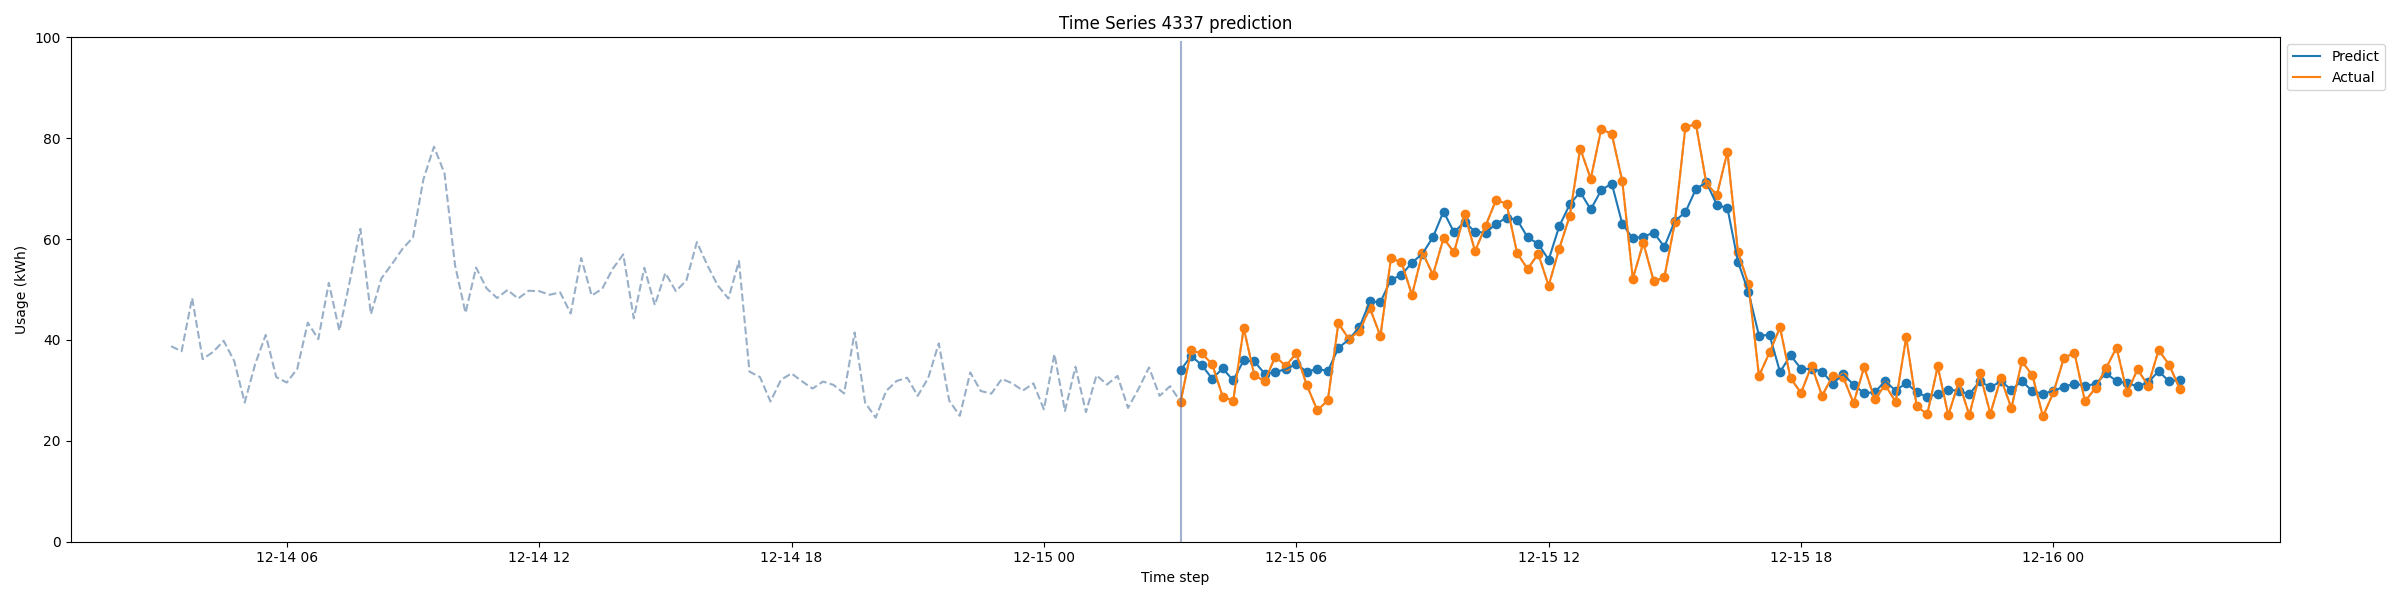 Time Series 4337 prediction
100
80
60
40
20
0
Usage (kWh)
Predict
Actual
12-14 06
12-14 12
12-14 18
12-15 00
12-15 06
12-15 12
12-15 18
12-16 00
Time step